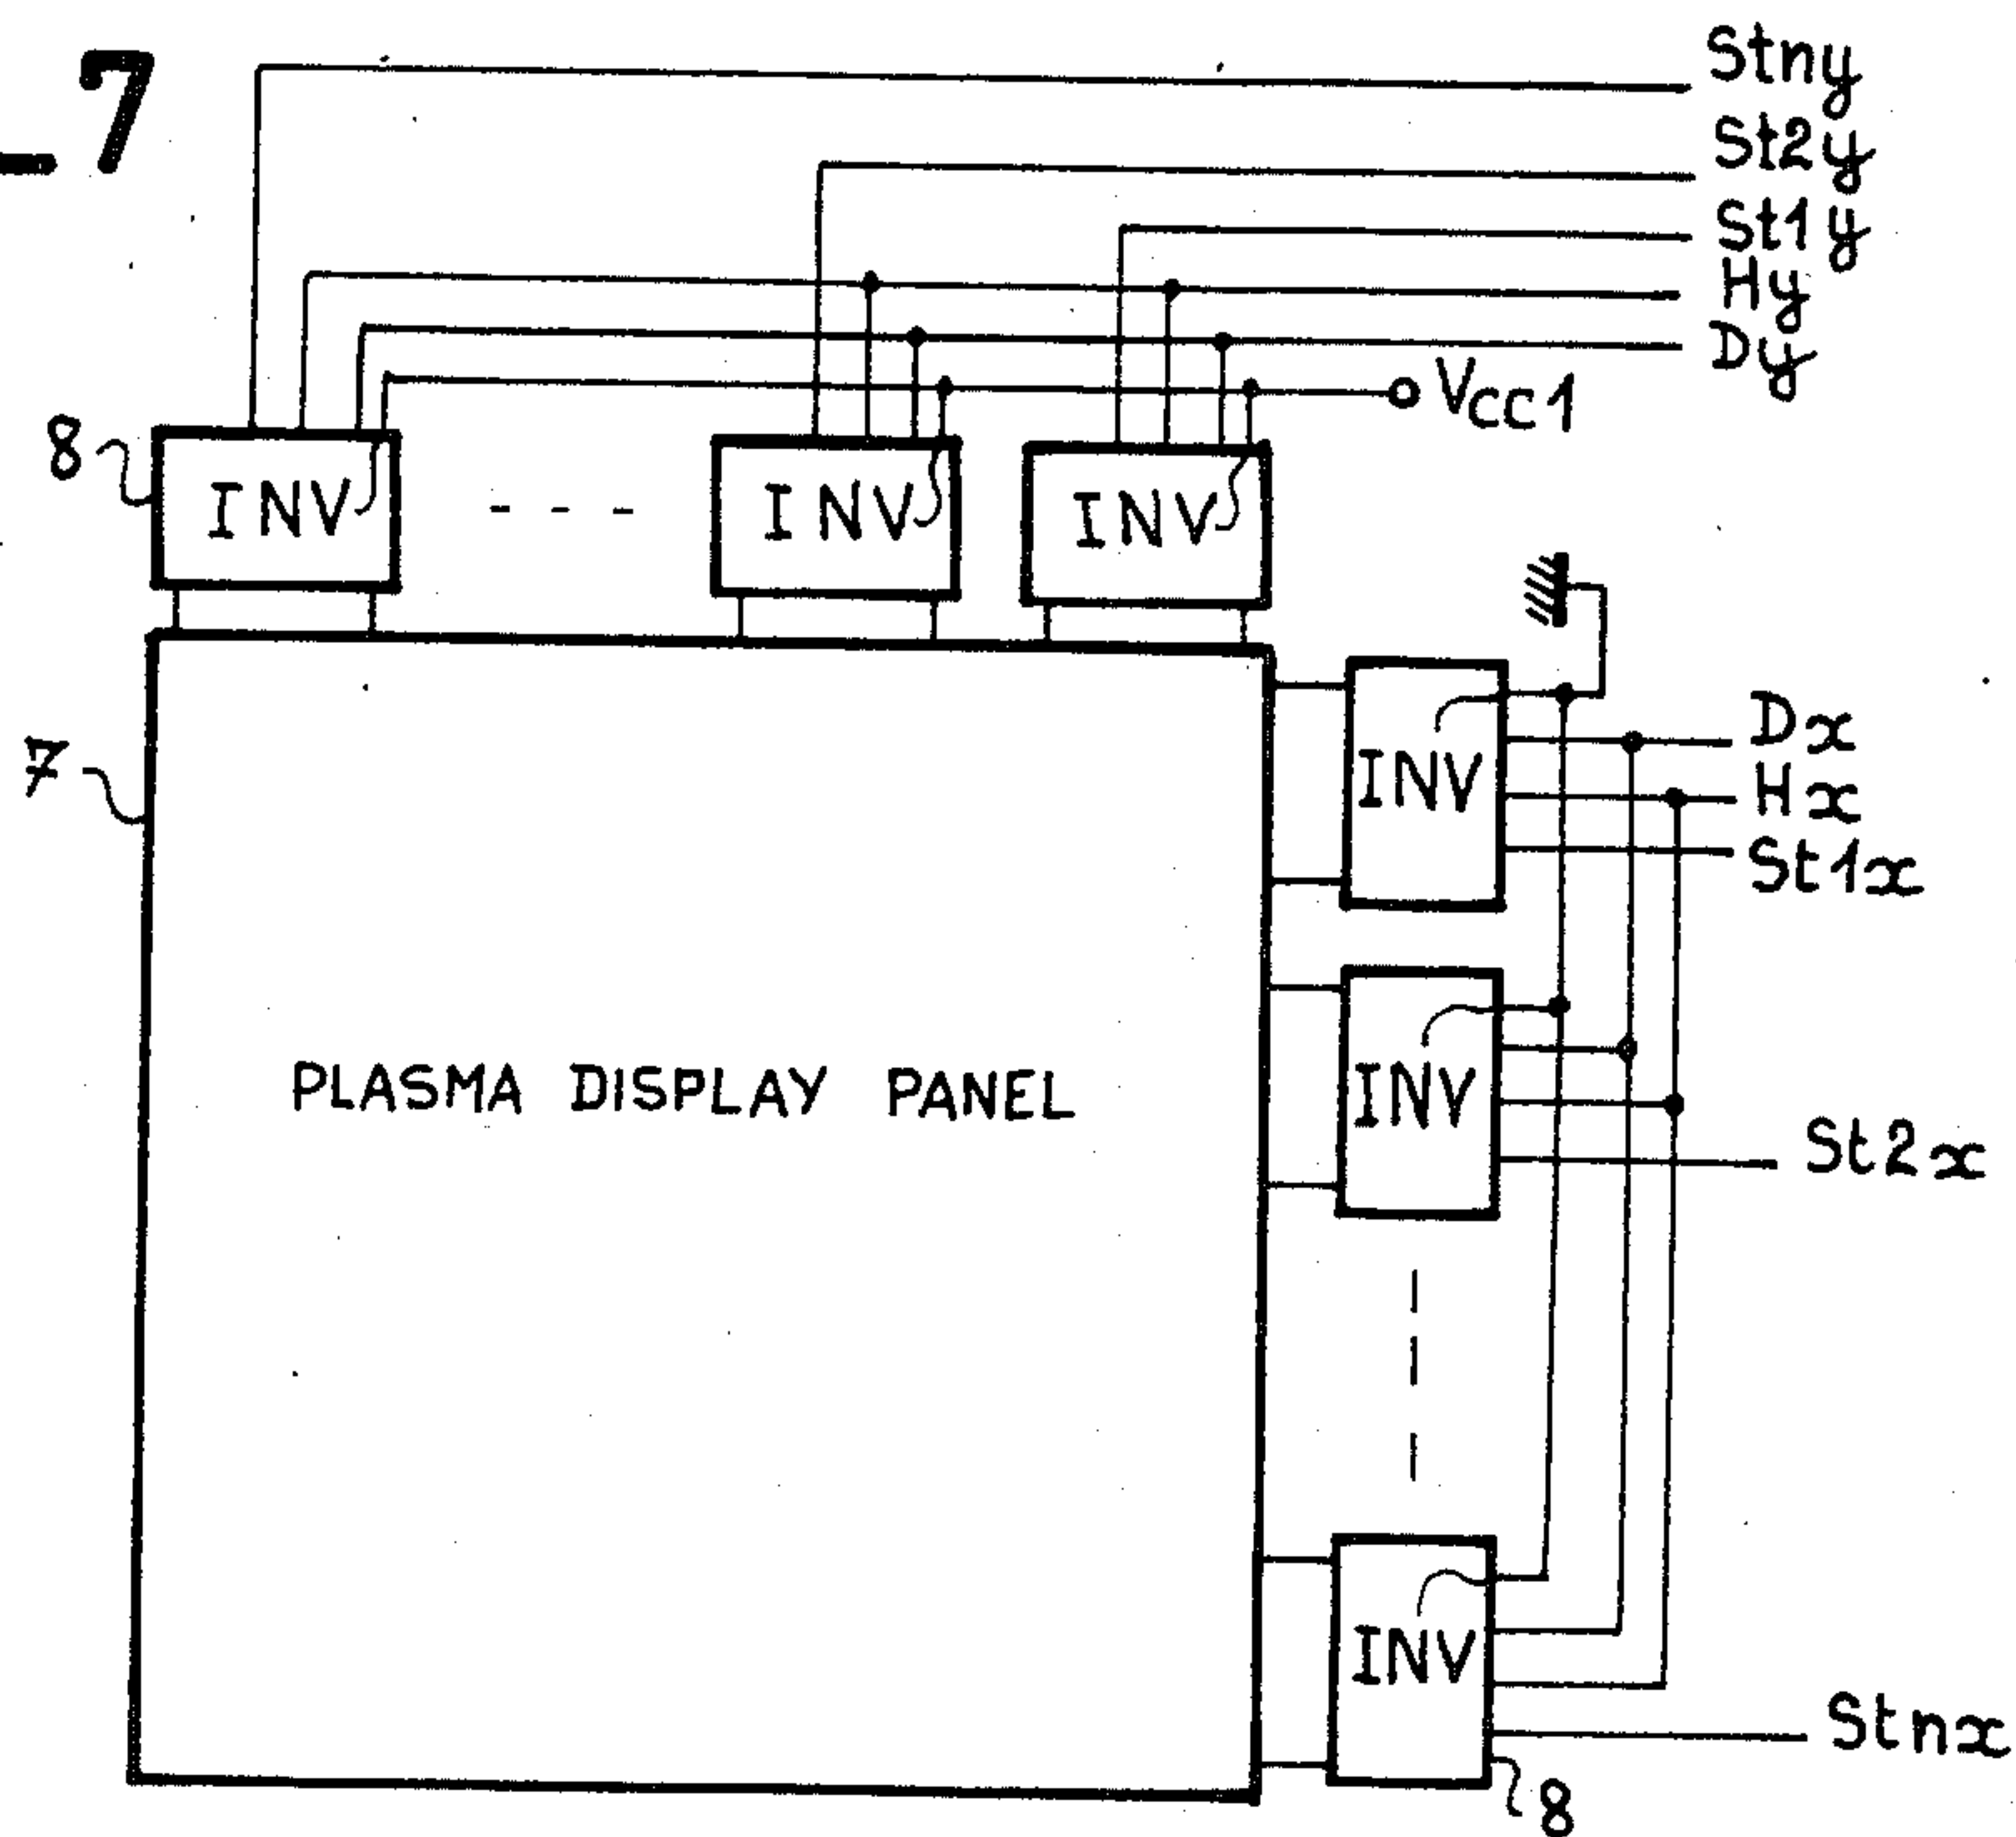 _7
Stny
St2y
St1y
Hy
Dy
Vcc1
8
INV - - - INV INV
Dx
Hx
St1x
INV
7
INV
PLASMA DISPLAY PANEL
St2x
INV
Stnx
8